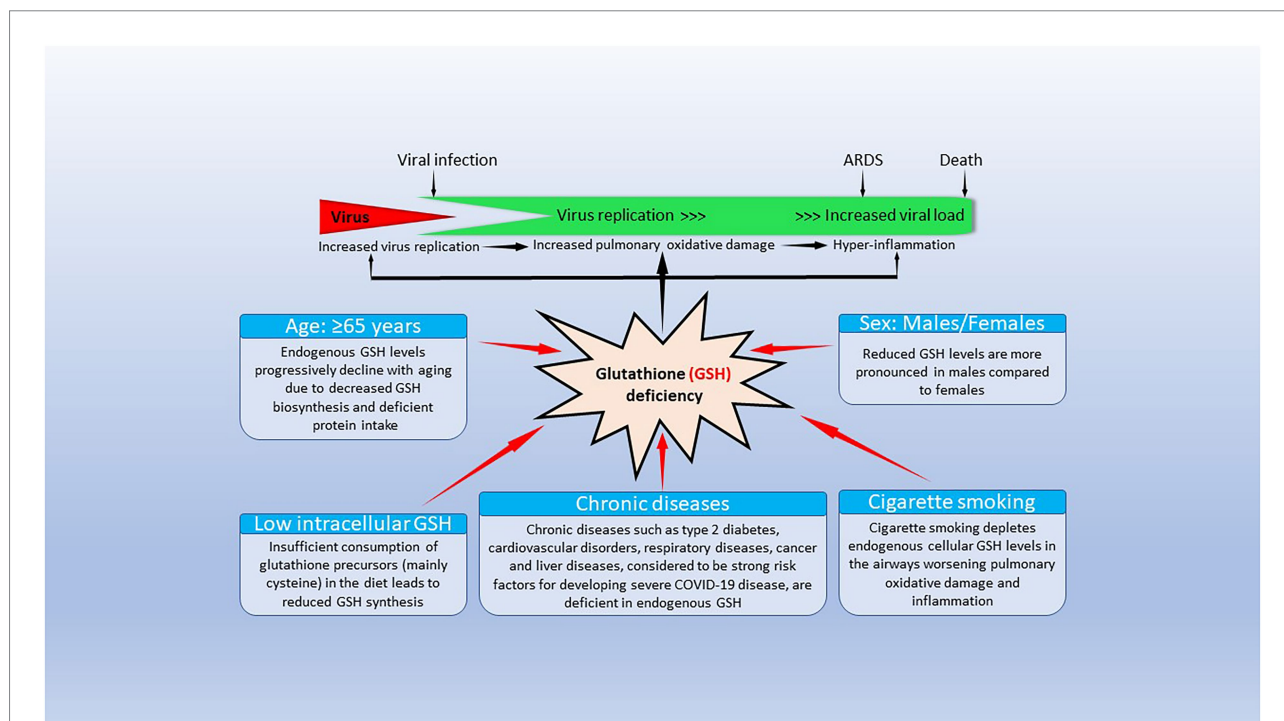 Viral infection
ARDS
Death
Virus
Virus replication >>>
>>> Increased viral load
Increased virus replication
Increased pulmonary oxidative damage
Hyper-inflammation
Age: ≥65 years
Endogenous GSH levels
progressively decline with aging
due to decreased GSH
biosynthesis and deficient
protein intake
Glutathione (GSH)
deficiency
Sex: Males/Females
Reduced GSH levels are more
pronounced in males compared
to females
Low intracellular GSH
Insufficient consumption of
glutathione precursors (mainly
cysteine) in the diet leads to
reduced GSH synthesis
Chronic diseases
Chronic diseases such as type 2 diabetes,
cardiovascular disorders, respiratory diseases, cancer
and liver diseases, considered to be strong risk
factors for developing severe COVID-19 disease, are
deficient in endogenous GSH
Cigarette smoking
Cigarette smoking depletes
endogenous cellular GSH levels in
the airways worsening pulmonary
oxidative damage and
inflammation